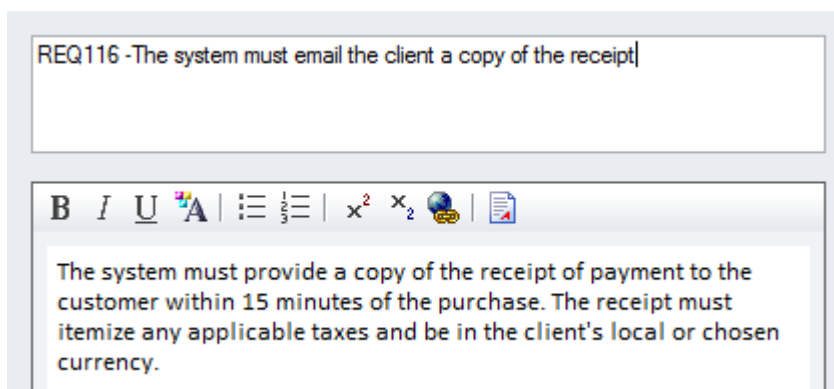 REQ116 -The system must email the client a copy of the receipt
B I U A x² x₂
The system must provide a copy of the receipt of payment to the
customer within 15 minutes of the purchase. The receipt must
itemize any applicable taxes and be in the client's local or chosen
currency.